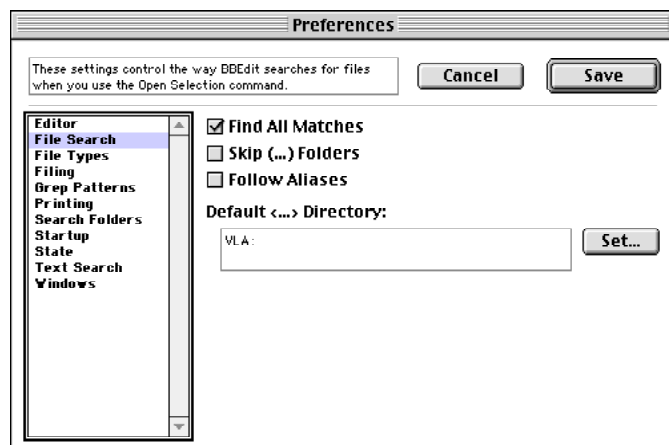 Preferences
These settings control the way BBEdit searches for files
when you use the Open Selection command.
Cancel
Save
Editor
File Search
File Types
Filing
Grep Patterns
Printing
Search Folders
Startup
State
Text Search
Windows
Find All Matches
Skip (...) Folders
Follow Aliases
Default <...> Directory:
VLA:
Set...